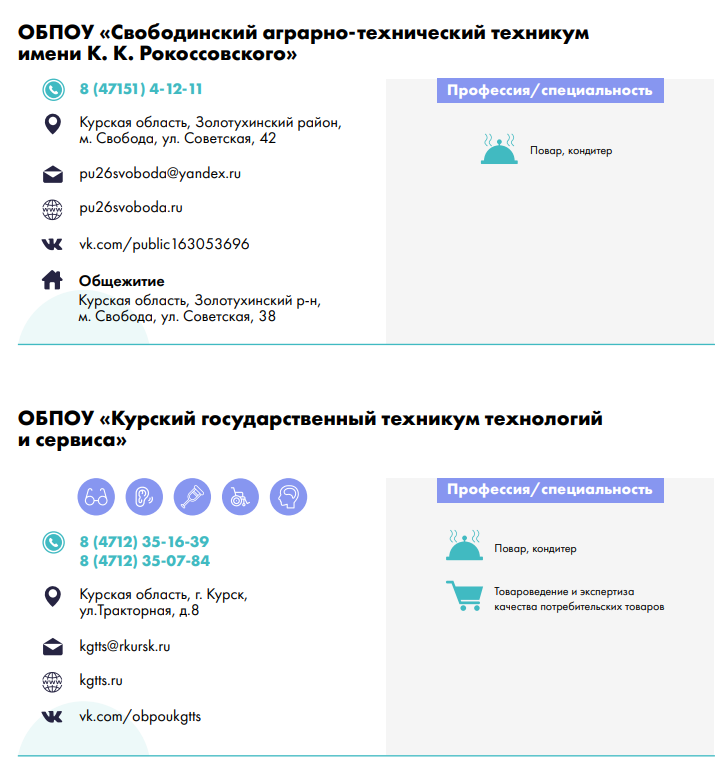 ОБПОУ «Свободинский аграрно-технический техникум
имени К. К. Рокоссовского»
8 (47151) 4-12-11
Курская область, Золотухинский район,
м. Свобода, ул. Советская, 42
pu26svoboda@yandex.ru
pu26svoboda.ru
vk.com/public163053696
Общежитие
Курская область, Золотухинский р-н,
м. Свобода, ул. Советская, 38
Профессия/специальность
Повар, кондитер
ОБПОУ «Курский государственный техникум технологий
и сервиса»
8 (4712) 35-16-39
8 (4712) 35-07-84
Курская область, г. Курск,
ул.Тракторная, д.8
kgtts@rkursk.ru
www
kgtts.ru
vk.com/obpoukgtts
Профессия/специальность
Повар, кондитер
Товароведение и экспертиза
качества потребительских товаров